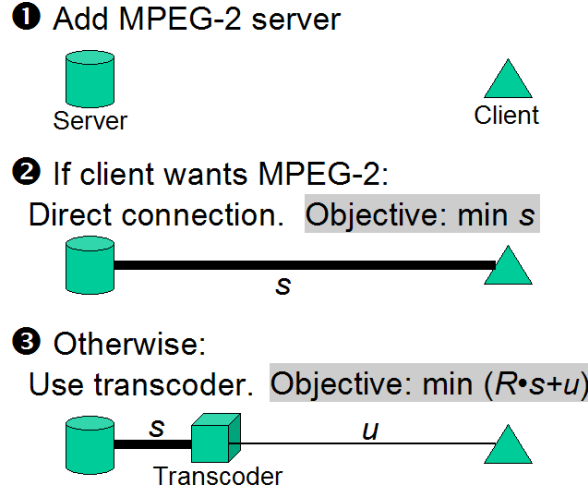 ❶ Add MPEG-2 server
Server
Client
❷ If client wants MPEG-2:
Direct connection. Objective: min s
s
❸ Otherwise:
Use transcoder. Objective: min (R•s+u)
s
u
Transcoder